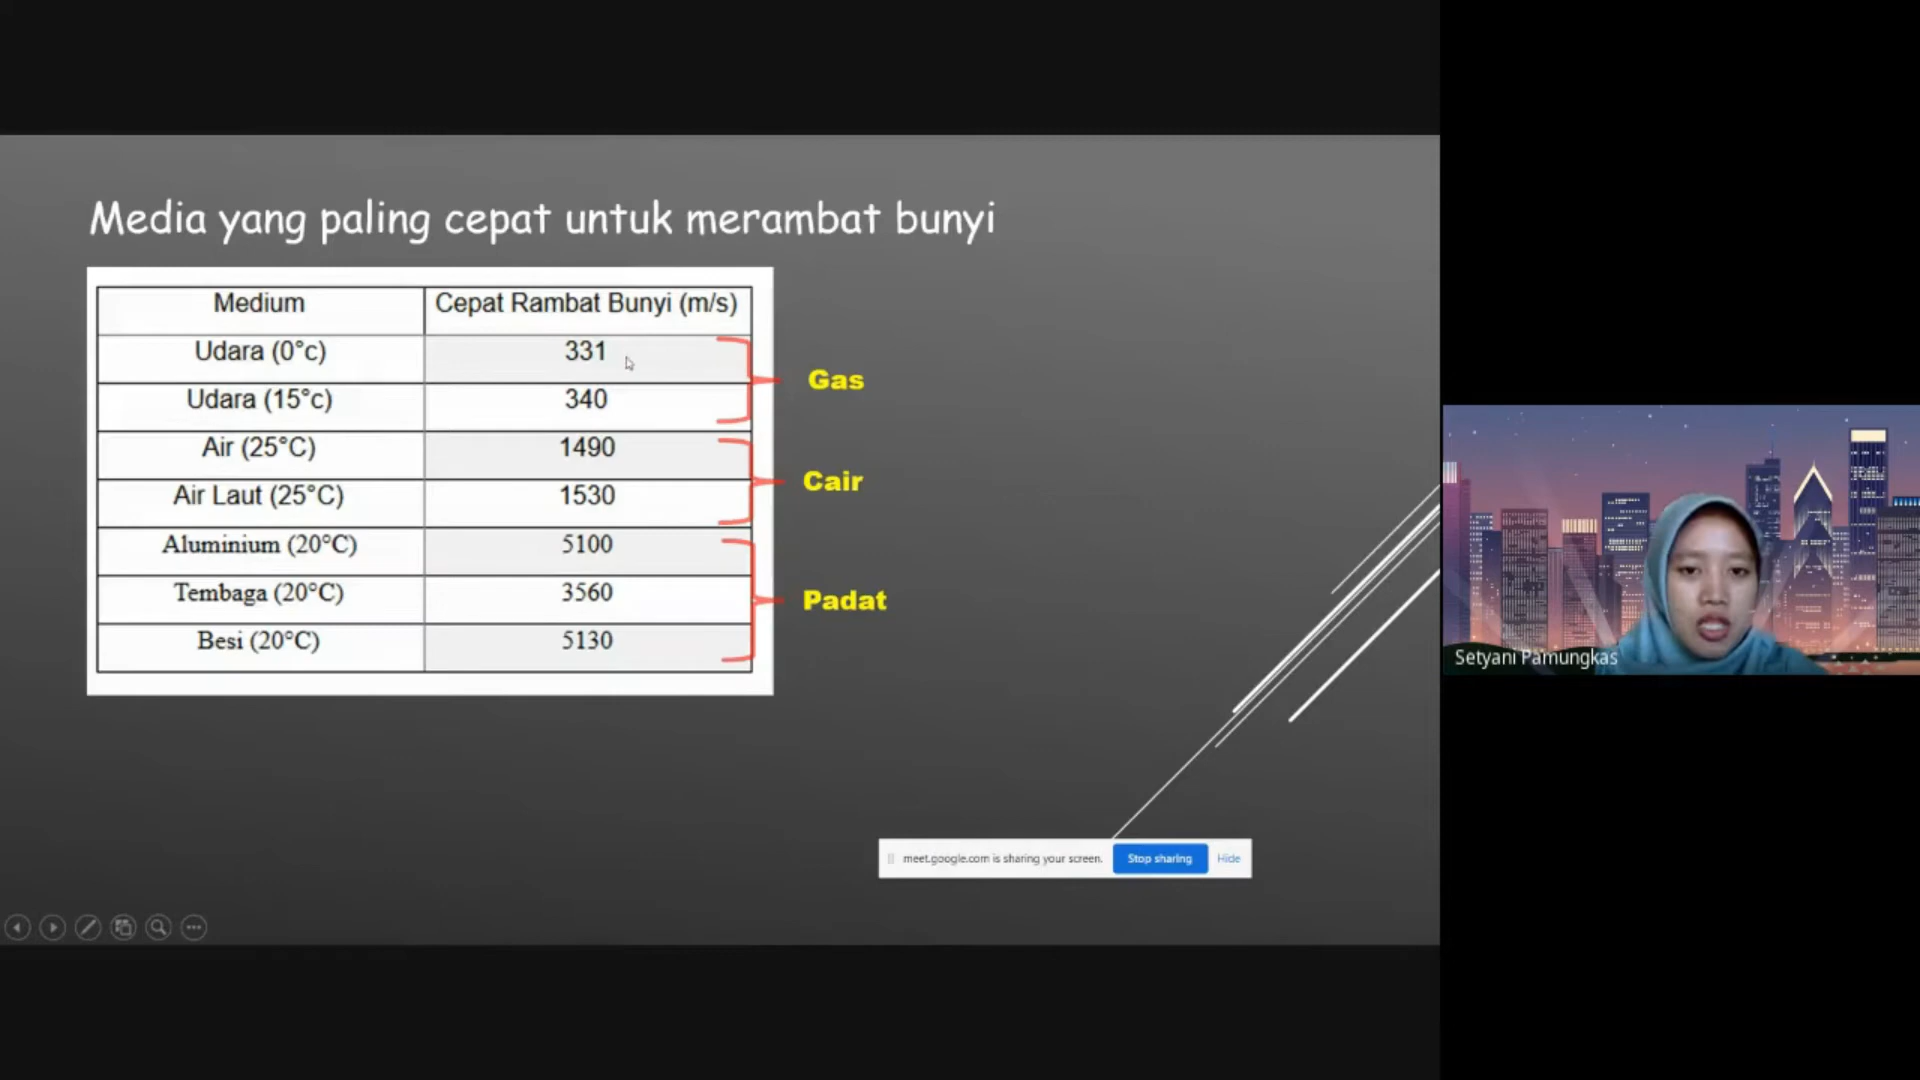 Media yang paling cepat untuk merambat bunyi
Medium Cepat Rambat Bunyi (m/s)
Udara (0°c) 331
Udara (15°c) 340
Gas
Air (25°C) 1490
Air Laut (25°C) 1530
Cair
Aluminium (20°C) 5100
Tembaga (20°C) 3560
Besi (20°C) 5130
Padat
Setyani Pamungkas
meet.google.com is sharing your screen. Stop sharing Hide